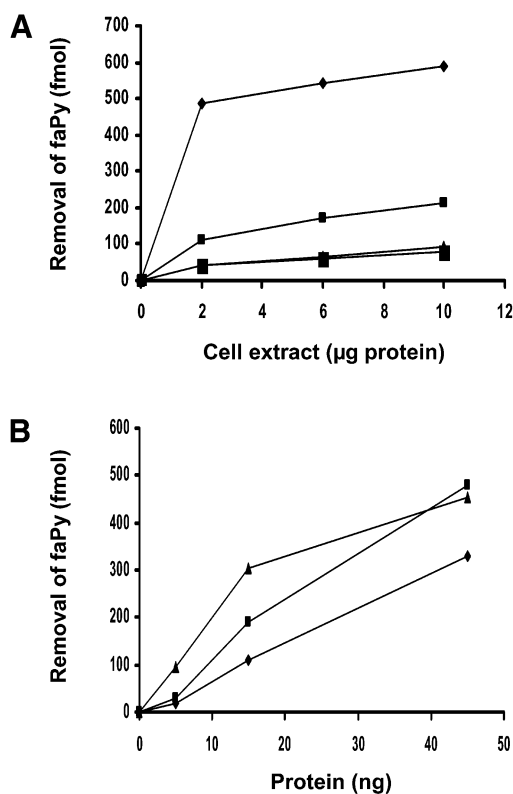 A
Removal of faPy (fmol)
700
600
500
400
300
200
100
0
0 2 4 6 8 10 12
Cell extract (µg protein)
B
Removal of faPy (fmol)
600
500
400
300
200
100
0
0 10 20 30 40 50
Protein (ng)